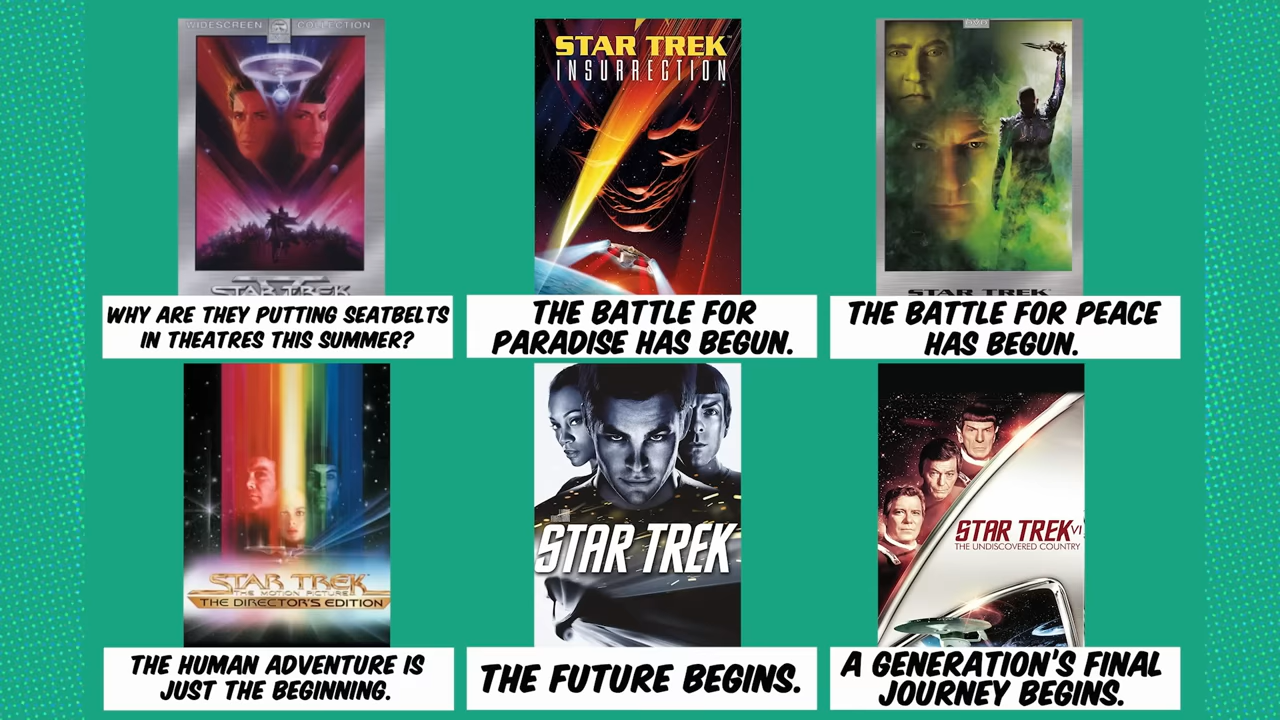 WIDESCREEN COLLECTION
STAR TREK
INSURRECTION
V
STAR TREK
STAR TREK
WHY ARE THEY PUTTING SEATBELTS
IN THEATRES THIS SUMMER?
THE BATTLE FOR
PARADISE HAS BEGUN.
THE BATTLE FOR PEACE
HAS BEGUN.
STAR TREK
THE MOTION PICTURE
THE DIRECTOR'S EDITION
STAR TREK
STAR TREK VI
THE UNDISCOVERED COUNTRY
THE HUMAN ADVENTURE IS
JUST THE BEGINNING.
THE FUTURE BEGINS.
A GENERATION'S FINAL
JOURNEY BEGINS.